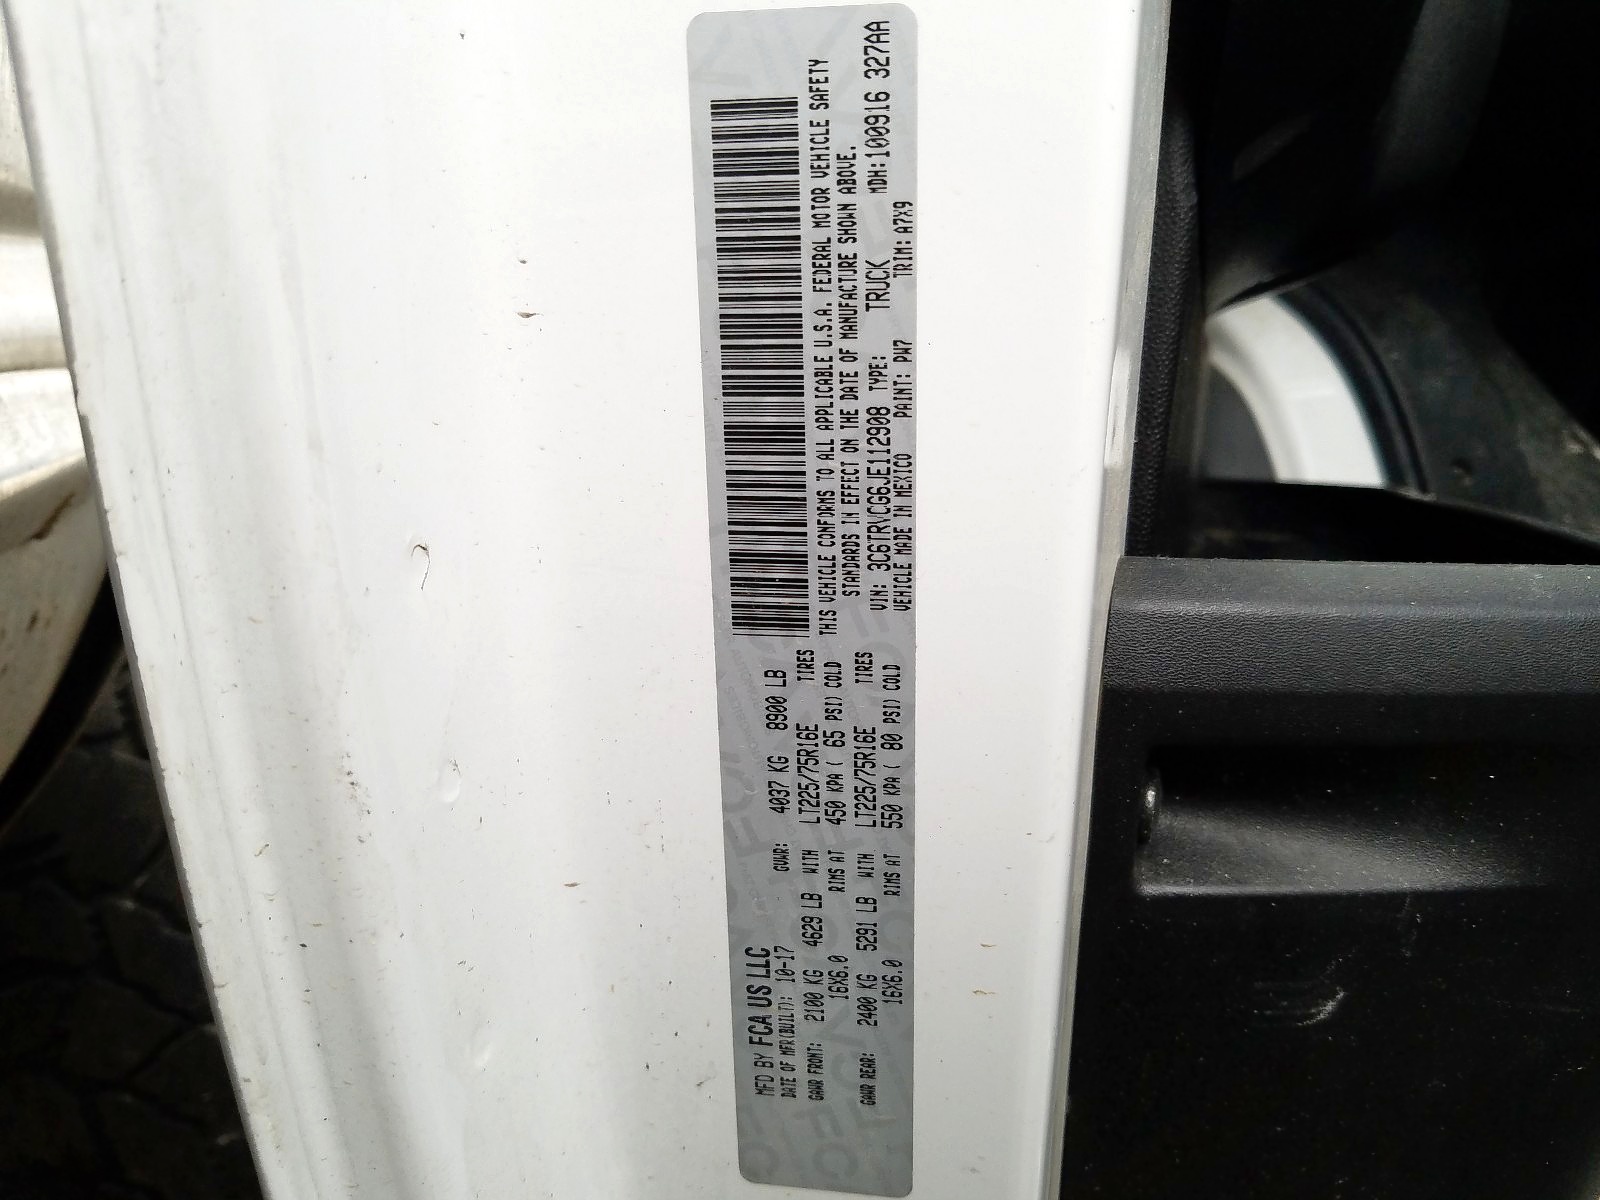 MFD BY FCA US LLC
DATE OF MFR(BUILT): 10-17 GVWR: 4037 KG 8900 LB
GAWR FRONT: 2100 KG 4629 LB WITH LT225/75R16E TIRES
16X6.0 RIMS AT 450 KPA ( 65 PSI) COLD
GAWR REAR: 2400 KG 5291 LB WITH LT225/75R16E TIRES
16X6.0 RIMS AT 550 KPA ( 80 PSI) COLD
THIS VEHICLE CONFORMS TO ALL APPLICABLE U.S.A. FEDERAL MOTOR VEHICLE SAFETY
STANDARDS IN EFFECT ON THE DATE OF MANUFACTURE SHOWN ABOVE.
VIN: 3C6TRVCG6JE112908 TYPE: TRUCK MDH:100916 327AA
VEHICLE MADE IN MEXICO PAINT: PW7 TRIM: A7X9